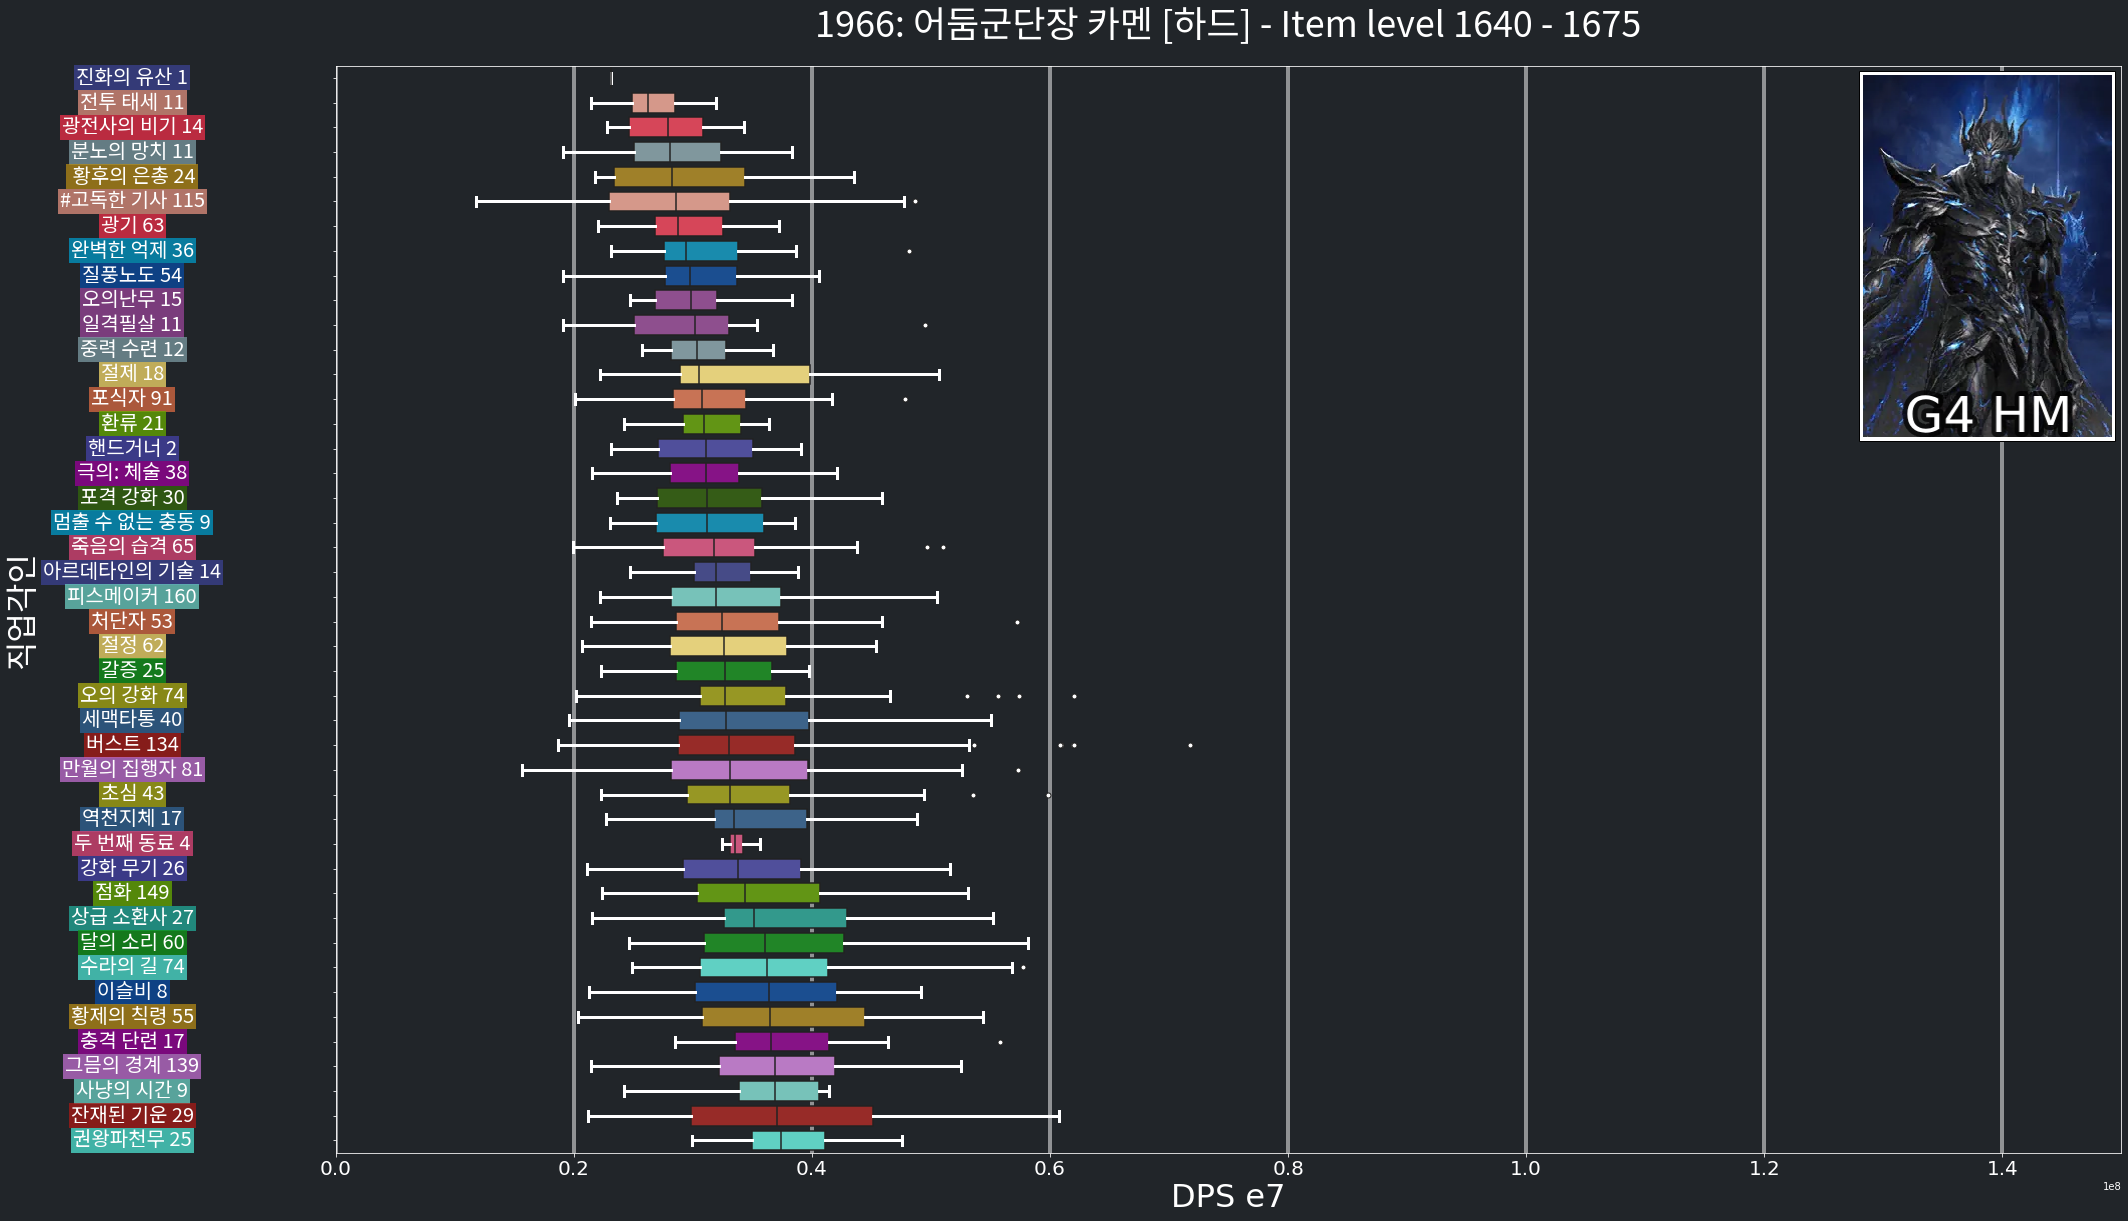 1966: 어둠군단장 카멘 [하드] - Item level 1640 - 1675
직업각인
진화의 유산 1
전투 태세 11
광전사의 비기 14
분노의 망치 11
황후의 은총 24
#고독한 기사 115
광기 63
완벽한 억제 36
질풍노도 54
오의난무 15
일격필살 11
중력 수련 12
절제 18
포식자 91
환류 21
핸드거너 2
극의: 체술 38
포격 강화 30
멈출 수 없는 충동 9
죽음의 습격 65
아르데타인의 기술 14
피스메이커 160
처단자 53
절정 62
갈증 25
오의 강화 74
세맥타통 40
버스트 134
만월의 집행자 81
초심 43
역천지체 17
두 번째 동료 4
강화 무기 26
점화 149
상급 소환사 27
달의 소리 60
수라의 길 74
이슬비 8
황제의 칙령 55
충격 단련 17
그믐의 경계 139
사냥의 시간 9
잔재된 기운 29
권왕파천무 25
G4 HM
0.0 0.2 0.4 0.6 0.8 1.0 1.2 1.4
1e8
DPS e7